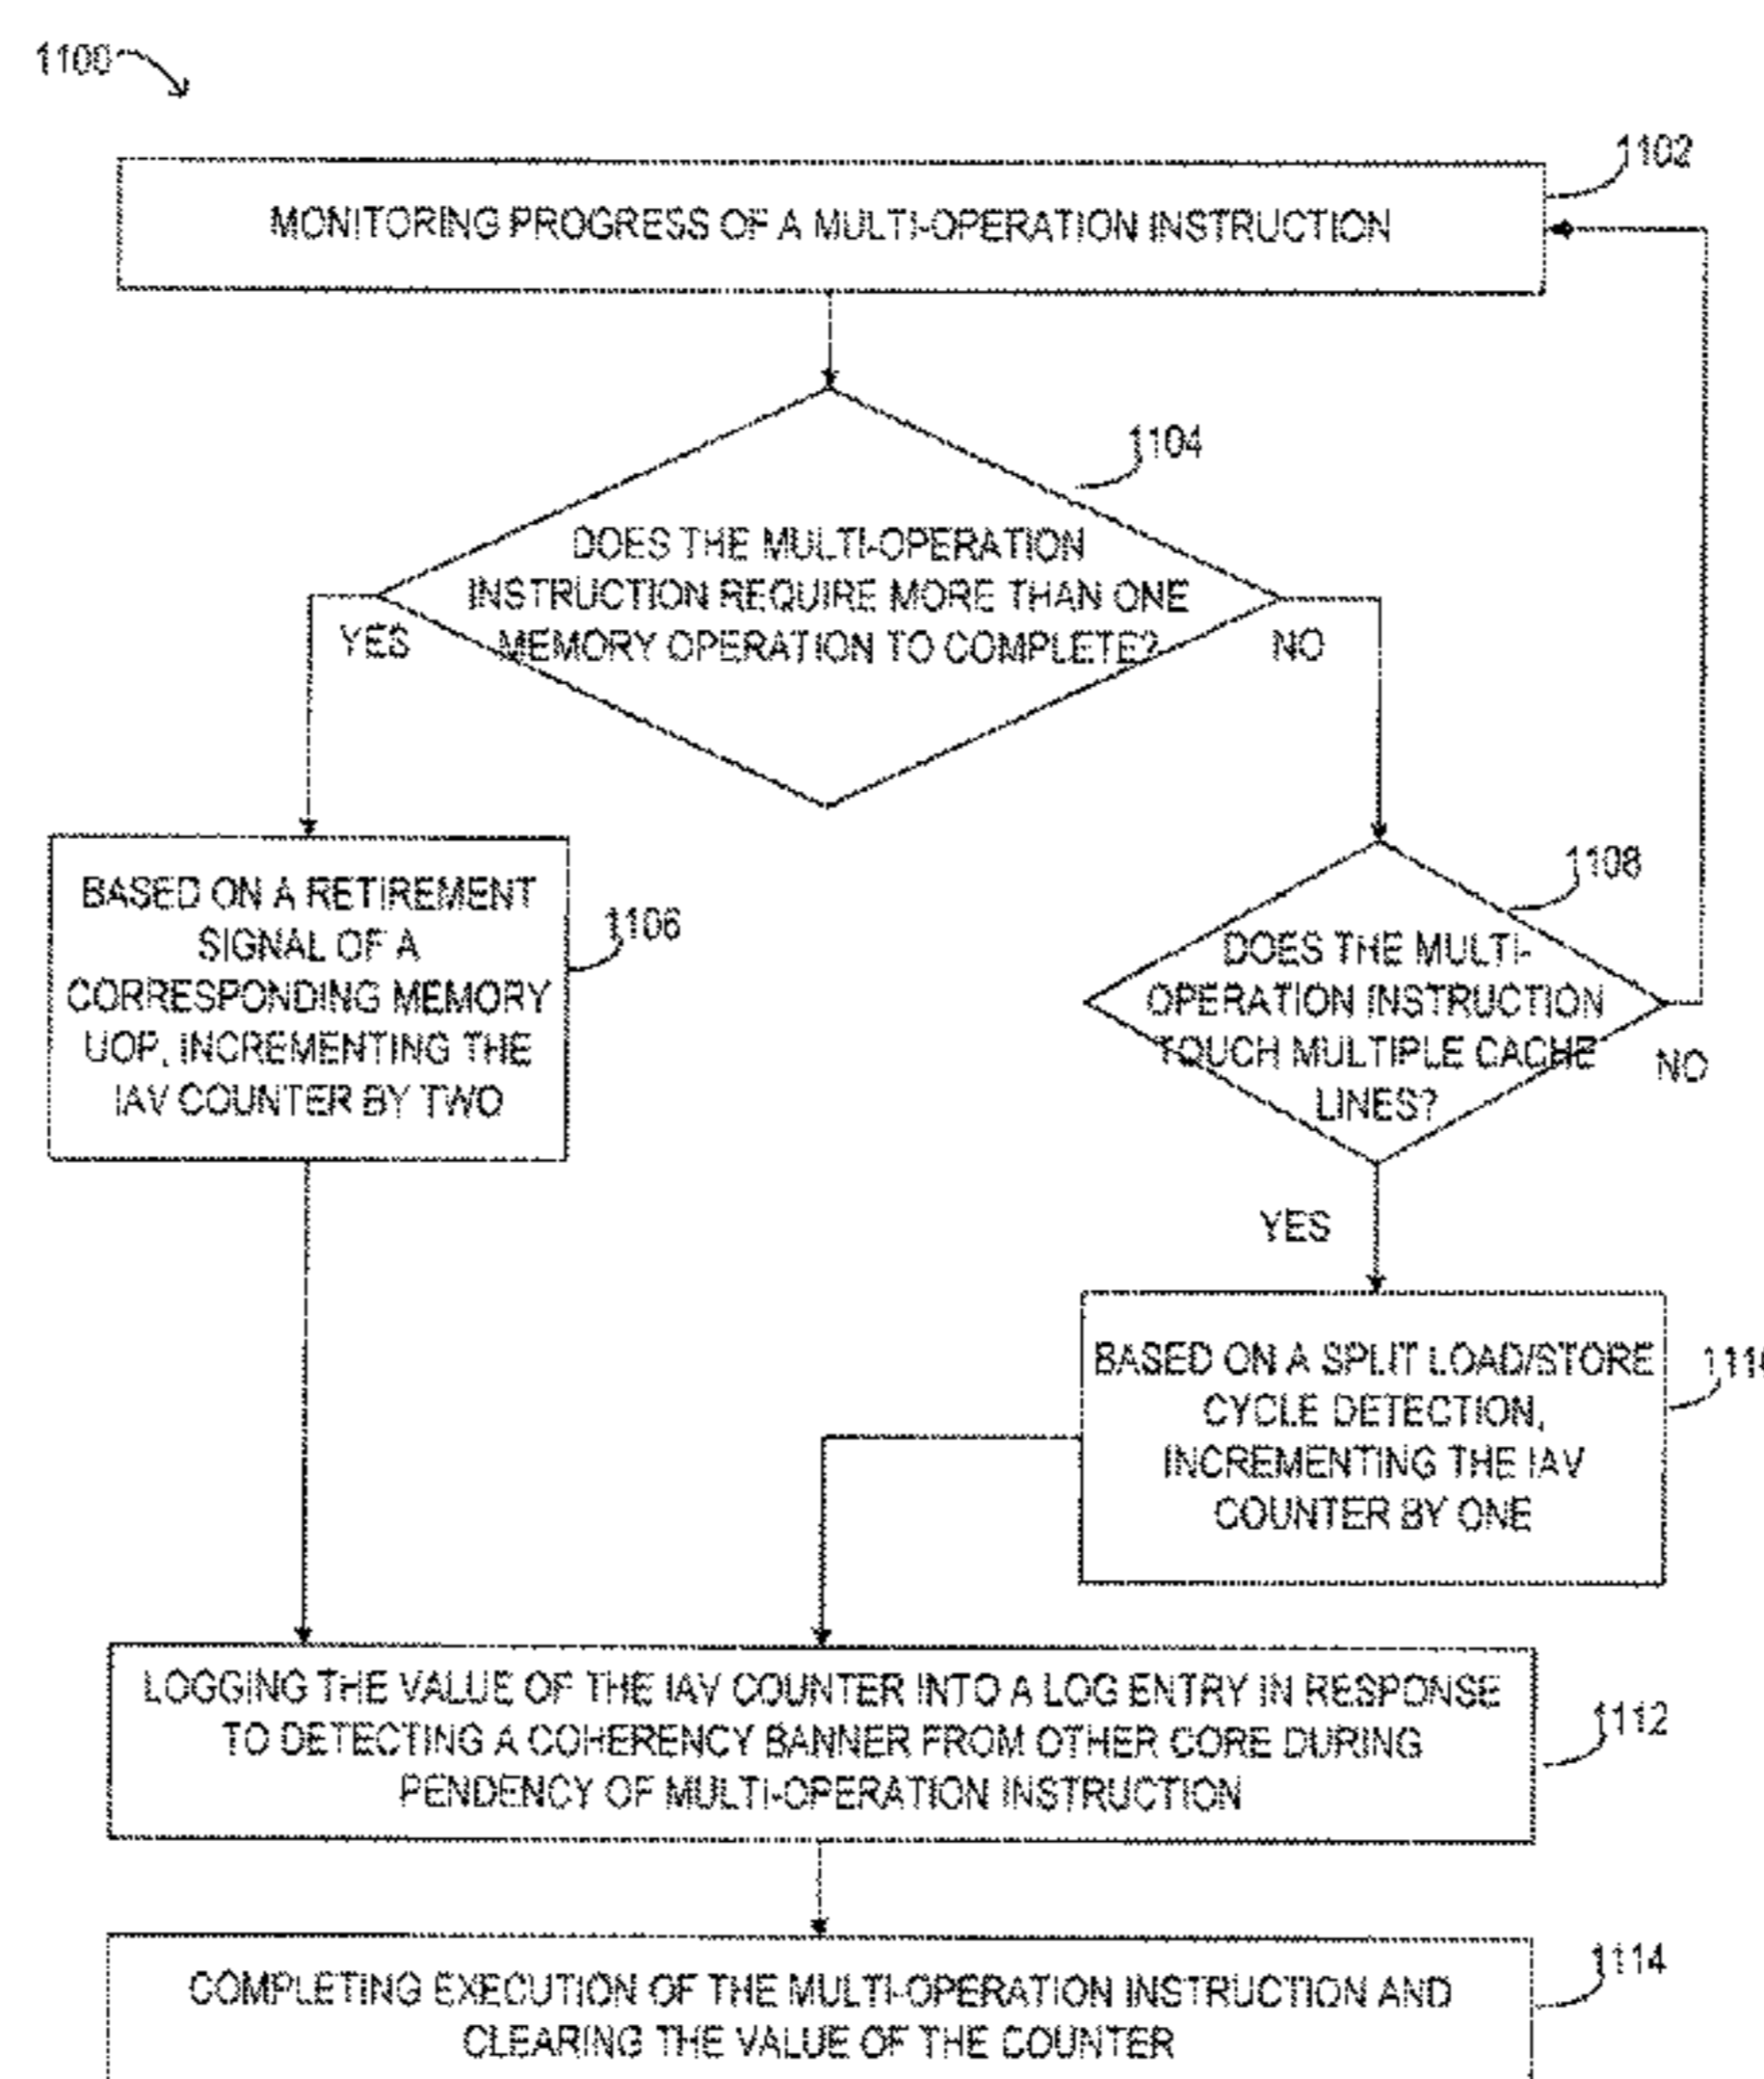 1100
1102
MONITORING PROGRESS OF A MULTI-OPERATION INSTRUCTION
1104
DOES THE MULTI-OPERATION
INSTRUCTION REQUIRE MORE THAN ONE
MEMORY OPERATION TO COMPLETE?
YES
NO
BASED ON A RETIREMENT
SIGNAL OF A
CORRESPONDING MEMORY
UOP, INCREMENTING THE
IAV COUNTER BY TWO
1106
1108
DOES THE MULTI-
OPERATION INSTRUCTION
TOUCH MULTIPLE CACHE
LINES?
NO
YES
BASED ON A SPLIT LOAD/STORE
CYCLE DETECTION,
INCREMENTING THE IAV
COUNTER BY ONE
LOGGING THE VALUE OF THE IAV COUNTER INTO A LOG ENTRY IN RESPONSE
TO DETECTING A COHERENCY BANNER FROM OTHER CORE DURING
PENDENCY OF MULTI-OPERATION INSTRUCTION
1112
1114
COMPLETING EXECUTION OF THE MULTI-OPERATION INSTRUCTION AND
CLEARING THE VALUE OF THE COUNTER